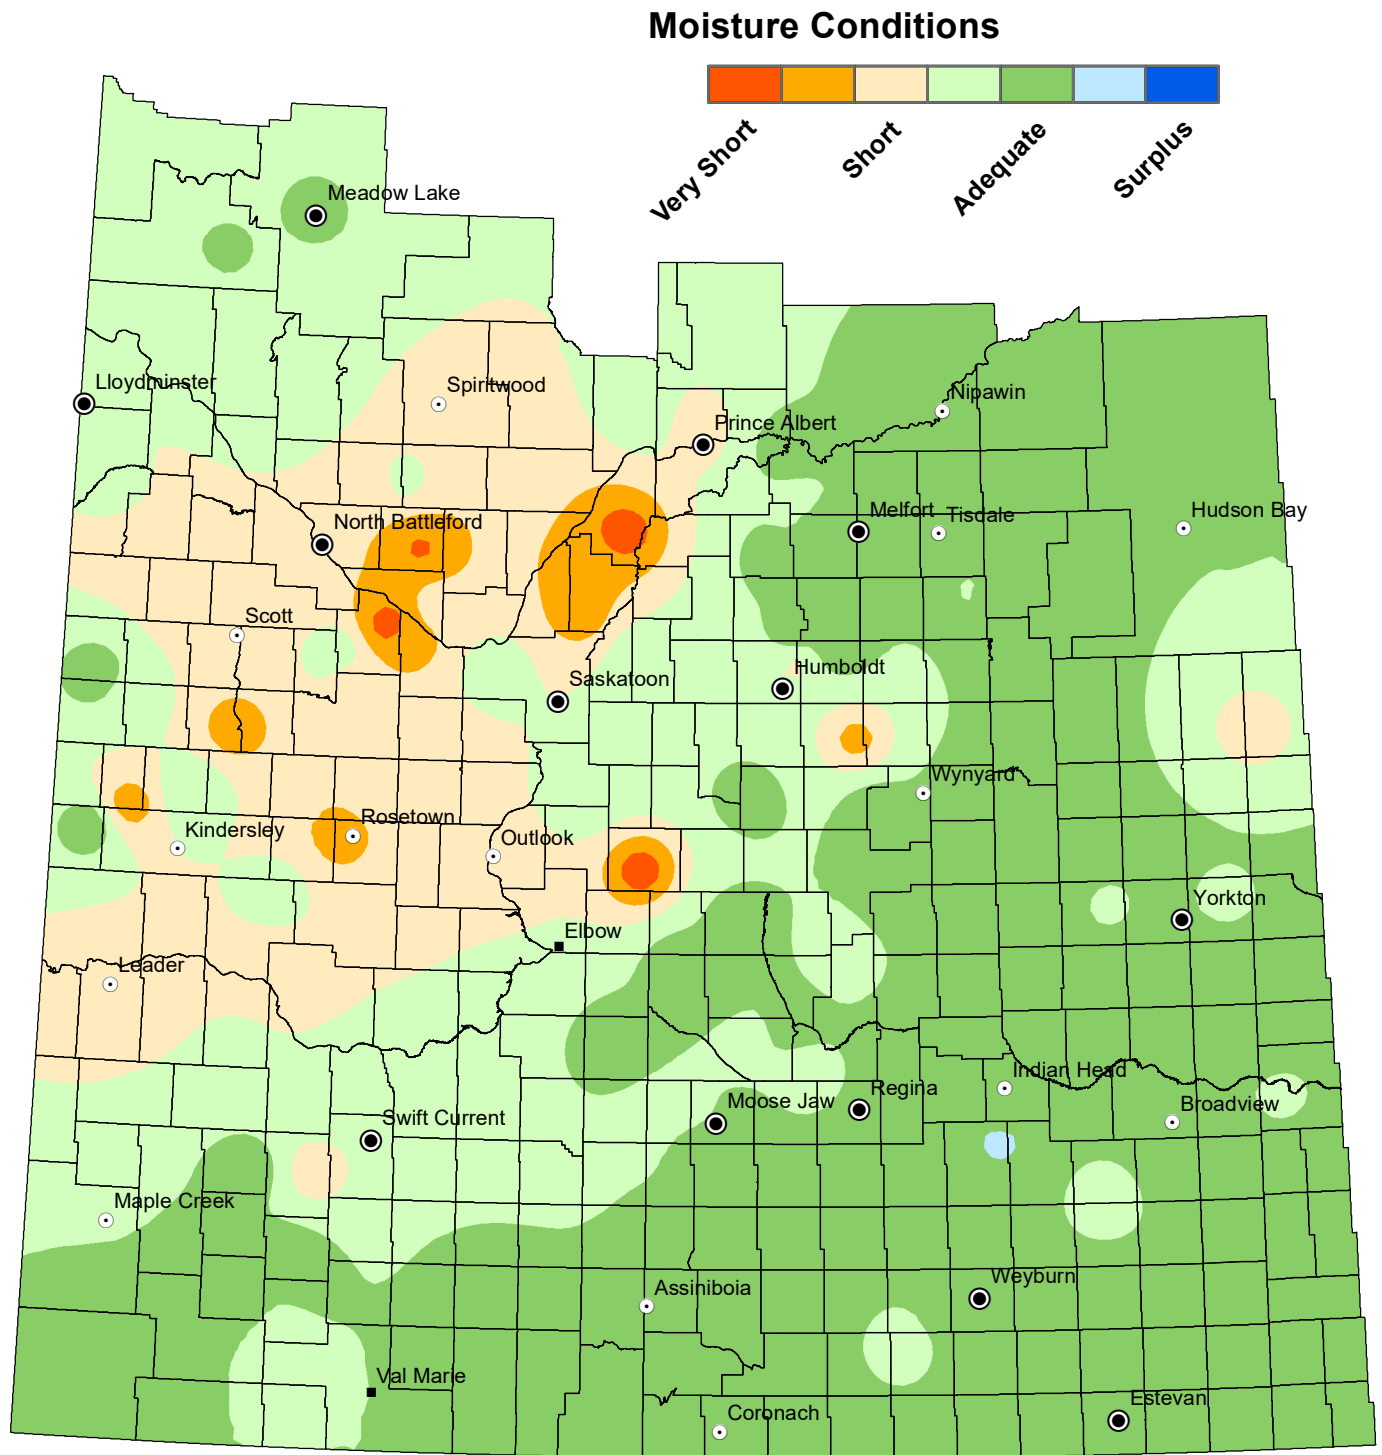 Moisture Conditions
Very Short
Short
Adequate
Surplus
Meadow Lake
Lloydminster
Spiritwood
Nipawin
Prince Albert
North Battleford
Melfort
Tisdale
Hudson Bay
Scott
Saskatoon
Humboldt
Wynyard
Kindersley
Rosetown
Outlook
Yorkton
Elbow
Leader
Indian Head
Regina
Moose Jaw
Broadview
Swift Current
Maple Creek
Weyburn
Assiniboia
Val Marie
Estevan
Coronach